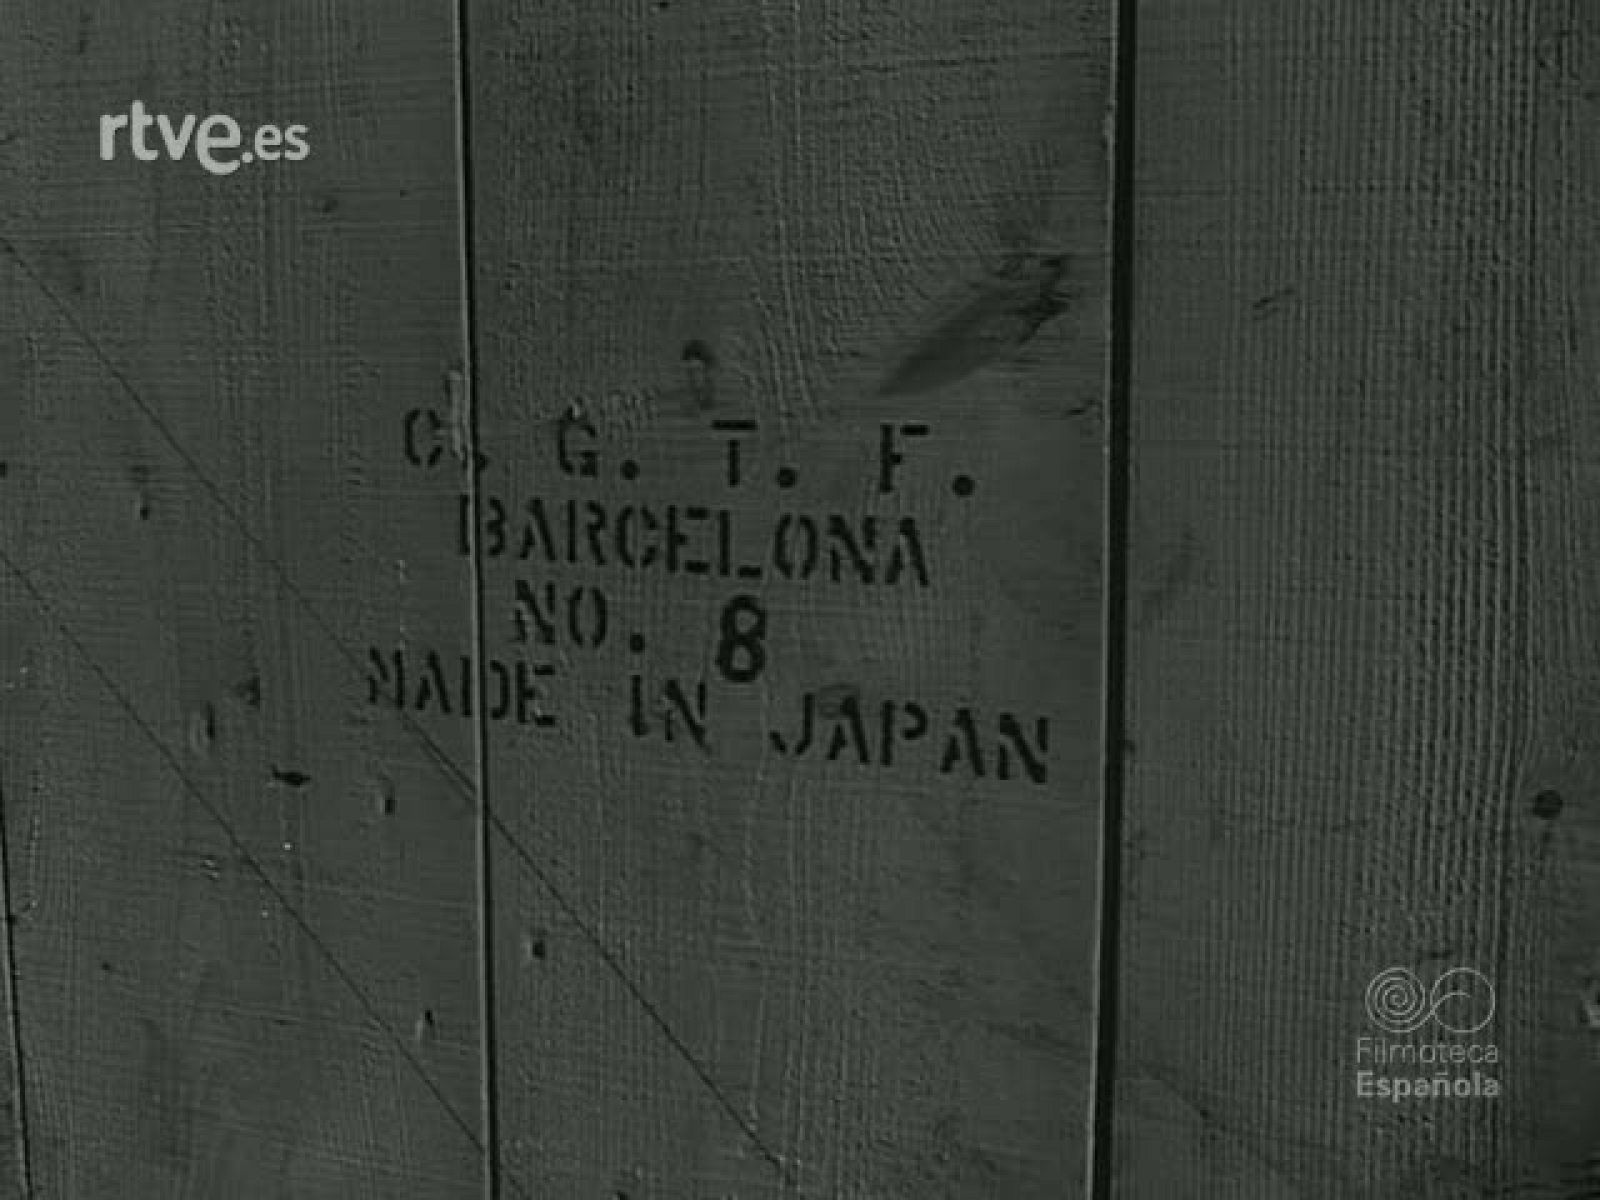 rtve.es
C. G. T. F.
BARCELONA
NO. 8
MADE IN JAPAN
Filmoteca
Española